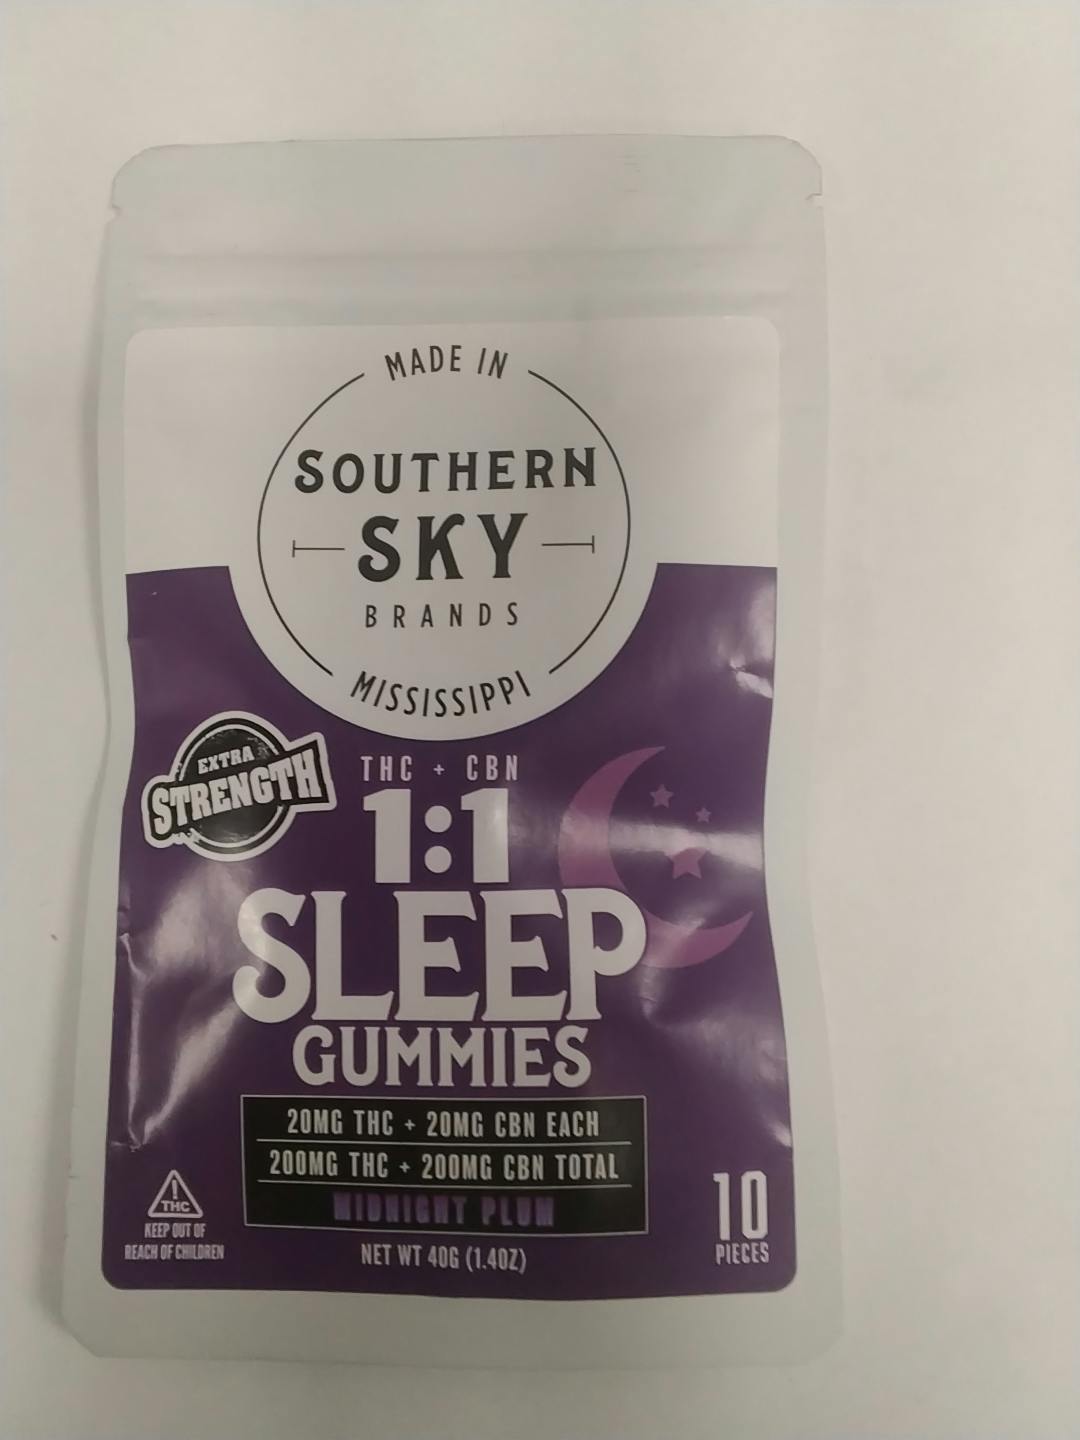 MADE IN
SOUTHERN
SKY
BRANDS
MISSISSIPPI
EXTRA
STRENGTH
THC + CBN
1:1
SLEEP
GUMMIES
20MG THC + 20MG CBN EACH
200MG THC + 200MG CBN TOTAL
MIDNIGHT PLUM
!
THC
KEEP OUT OF
REACH OF CHILDREN
NET WT 40G (1.4OZ)
10
PIECES